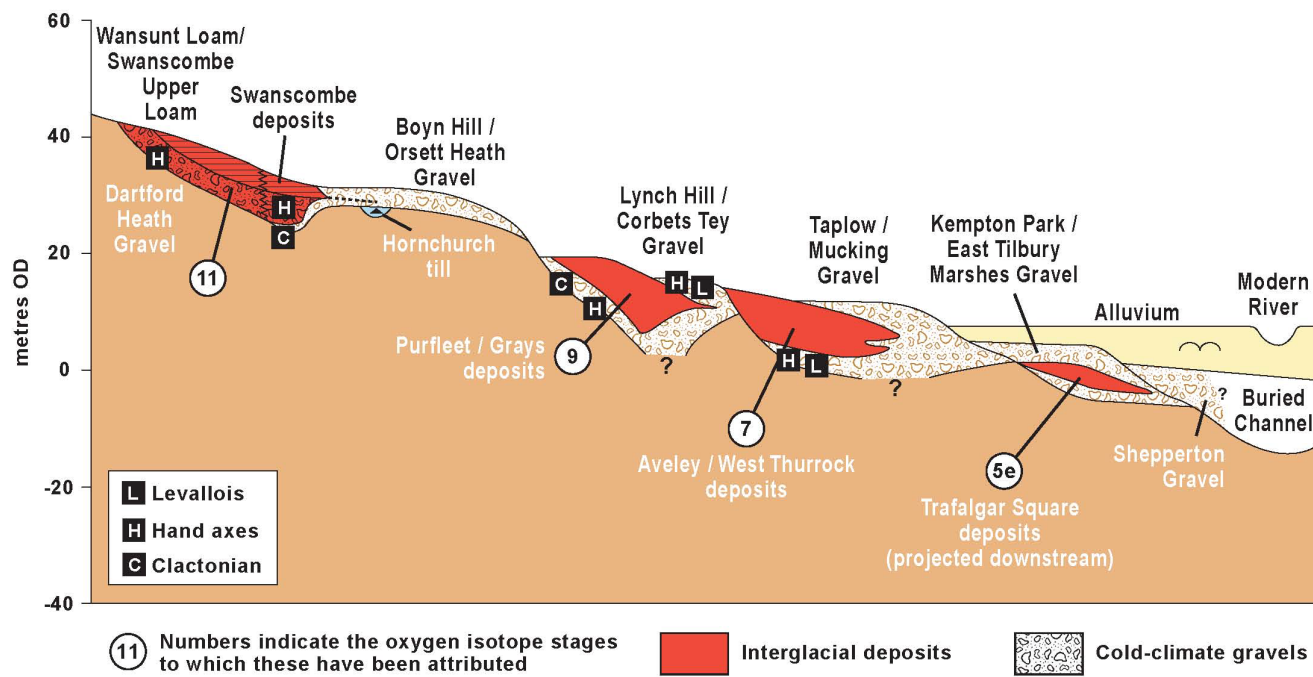 60
40
20
0
-20
-40
metres OD
Wansunt Loam/
Swanscombe
Upper
Loam
Swanscombe
deposits
Boyn Hill /
Orsett Heath
Gravel
Lynch Hill /
Corbets Tey
Gravel
Taplow /
Mucking
Gravel
Kempton Park /
East Tilbury
Marshes Gravel
Alluvium
Modern
River
H
Dartford
Heath
Gravel
H
C
11
Hornchurch
till
C
H
H
L
9
Purfleet / Grays
deposits
?
H
L
?
7
Aveley / West Thurrock
deposits
5e
Trafalgar Square
deposits
(projected downstream)
?
Buried
Channel
Shepperton
Gravel
L Levallois
H Hand axes
C Clactonian
11 Numbers indicate the oxygen isotope stages
to which these have been attributed
Interglacial deposits
Cold-climate gravels